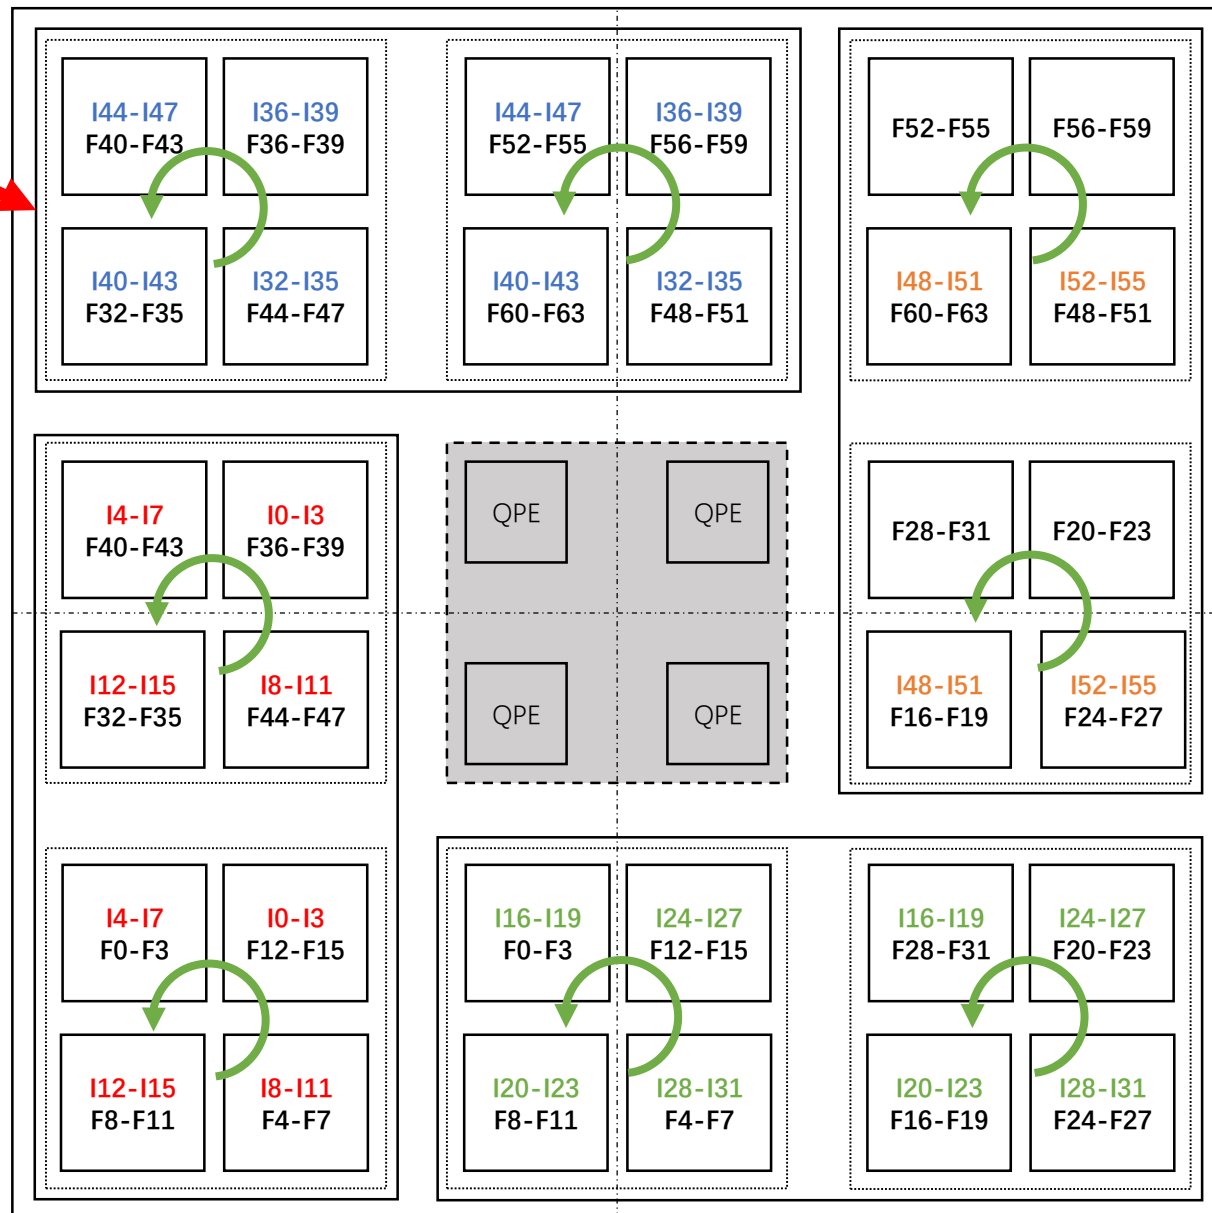 I44-I47
F40-F43
I36-I39
F36-F39
I40-I43
F32-F35
I32-I35
F44-F47
I44-I47
F52-F55
I36-I39
F56-F59
I40-I43
F60-F63
I32-I35
F48-F51
F52-F55
F56-F59
I48-I51
F60-F63
I52-I55
F48-F51
I4-I7
F40-F43
I0-I3
F36-F39
I12-I15
F32-F35
I8-I11
F44-F47
QPE
QPE
QPE
QPE
F28-F31
F20-F23
I48-I51
F16-F19
I52-I55
F24-F27
I4-I7
F0-F3
I0-I3
F12-F15
I12-I15
F8-F11
I8-I11
F4-F7
I16-I19
F0-F3
I24-I27
F12-F15
I20-I23
F8-F11
I28-I31
F4-F7
I16-I19
F28-F31
I24-I27
F20-F23
I20-I23
F16-F19
I28-I31
F24-F27